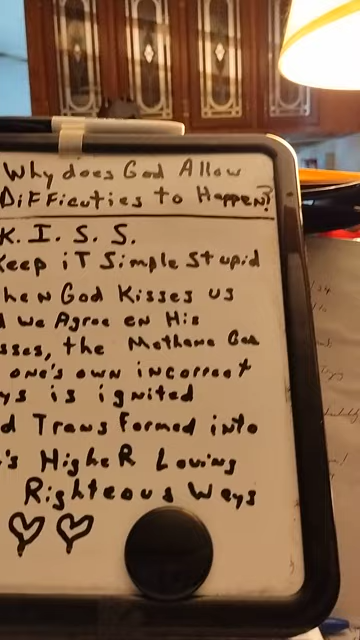 Why does God Allow
Difficuties to Happen?
K. I. S. S.
Keep iT Simple Stupid
hen God Kisses us
d we Agree en His
sses, the Methane Gas
one's own incorrect
ys is ignited
d Transformed into
's Higher Loving
Righteous Ways